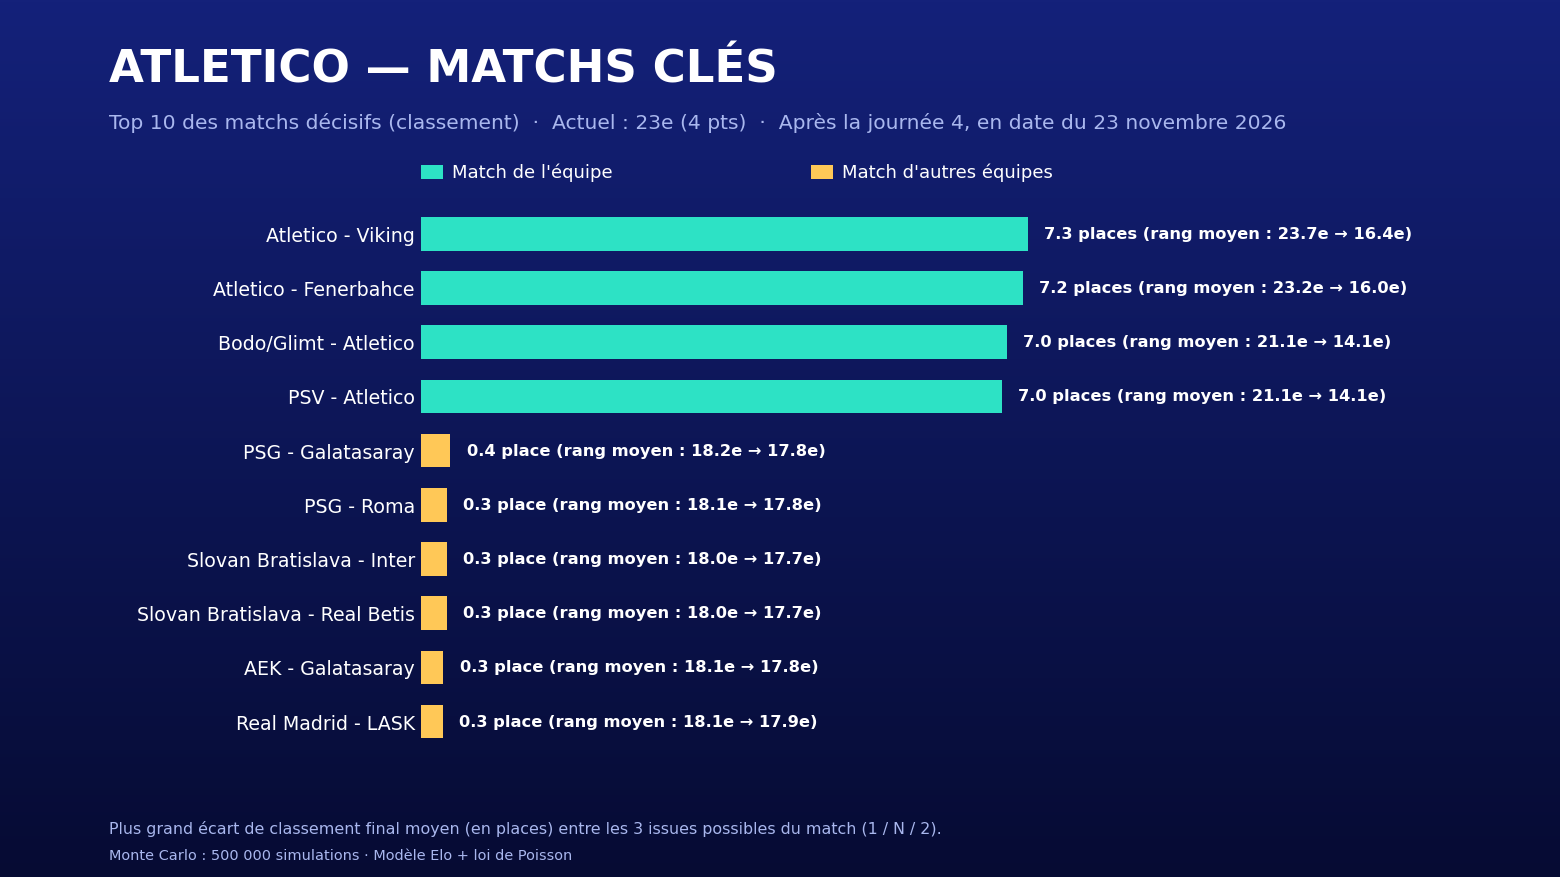 ATLETICO — MATCHS CLÉS
Top 10 des matchs décisifs (classement)  ·  Actuel : 23e (4 pts)  ·  Après la journée 4, en date du 23 novembre 2026
Match de l'équipe
Match d'autres équipes
Atletico - Viking 7.3 places (rang moyen : 23.7e → 16.4e)
Atletico - Fenerbahce 7.2 places (rang moyen : 23.2e → 16.0e)
Bodo/Glimt - Atletico 7.0 places (rang moyen : 21.1e → 14.1e)
PSV - Atletico 7.0 places (rang moyen : 21.1e → 14.1e)
PSG - Galatasaray 0.4 place (rang moyen : 18.2e → 17.8e)
PSG - Roma 0.3 place (rang moyen : 18.1e → 17.8e)
Slovan Bratislava - Inter 0.3 place (rang moyen : 18.0e → 17.7e)
Slovan Bratislava - Real Betis 0.3 place (rang moyen : 18.0e → 17.7e)
AEK - Galatasaray 0.3 place (rang moyen : 18.1e → 17.8e)
Real Madrid - LASK 0.3 place (rang moyen : 18.1e → 17.9e)
Plus grand écart de classement final moyen (en places) entre les 3 issues possibles du match (1 / N / 2).
Monte Carlo : 500 000 simulations · Modèle Elo + loi de Poisson